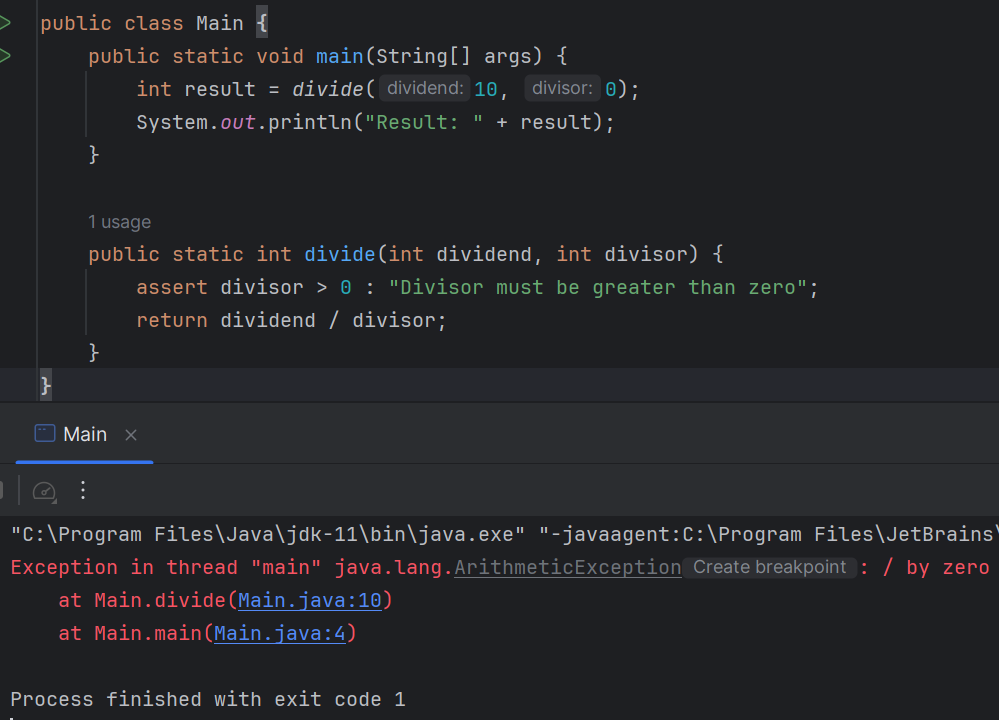 public class Main {
public static void main(String[] args) {
int result = divide( dividend: 10, divisor: 0);
System.out.println("Result: " + result);
}
1 usage
public static int divide(int dividend, int divisor) {
assert divisor > 0 : "Divisor must be greater than zero";
return dividend / divisor;
}
}
Main
"C:\Program Files\Java\jdk-11\bin\java.exe" "-javaagent:C:\Program Files\JetBrains\
Exception in thread "main" java.lang.ArithmeticException Create breakpoint : / by zero
at Main.divide(Main.java:10)
at Main.main(Main.java:4)
Process finished with exit code 1